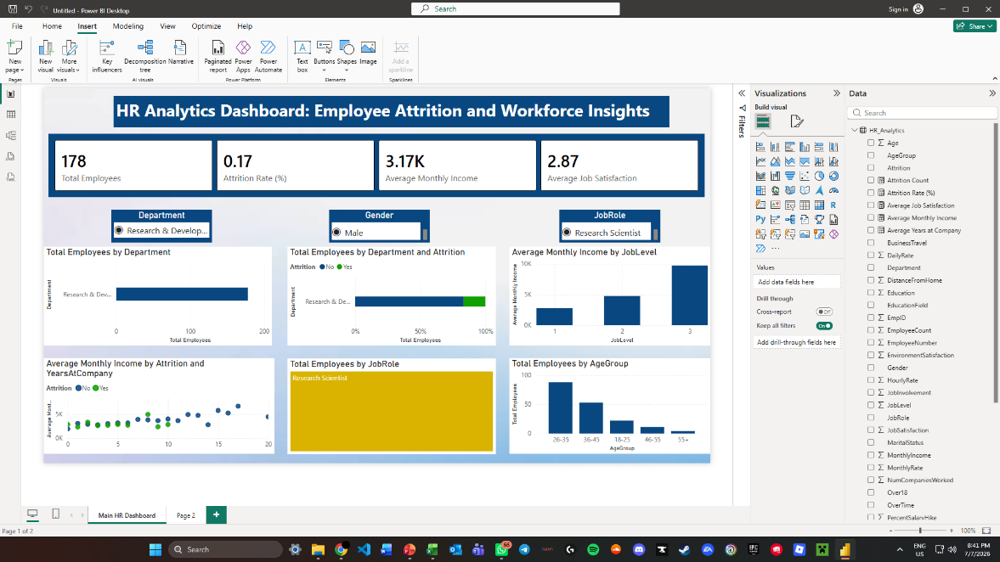 Untitled - Power BI Desktop
Search
Sign in
File Home Insert Modeling View Optimize Help
Share
New page
New visual
More visuals
Key influencers
Decomposition tree
Narrative
Paginated report
Power Apps
Power Automate
Text box
Buttons
Shapes
Image
Add a sparkline
Pages
Visuals
AI visuals
Power Platform
Elements
Sparklines
HR Analytics Dashboard: Employee Attrition and Workforce Insights
178
Total Employees
0.17
Attrition Rate (%)
3.17K
Average Monthly Income
2.87
Average Job Satisfaction
Department
Research & Develop...
Gender
Male
JobRole
Research Scientist
Total Employees by Department
Department
Research & Dev...
0 100 200
Total Employees
Total Employees by Department and Attrition
Attrition No Yes
Department
Research & De...
0% 50% 100%
Total Employees
Average Monthly Income by JobLevel
Average Monthly Income
10K
5K
0K
1 2 3
JobLevel
Average Monthly Income by Attrition and
YearsAtCompany
Attrition No Yes
Average Mont...
5K
0K
0 5 10 15 20
Total Employees by JobRole
Research Scientist
Total Employees by AgeGroup
Total Employees
100
50
0
26-35 36-45 18-25 46-55 55+
AgeGroup
Filters
Visualizations
Build visual
R
Py
Values
Add data fields here
Drill through
Cross-report
Off
Keep all filters
On
Add drill-through fields here
Data
Search
HR_Analytics
Age
AgeGroup
Attrition
Attrition Count
Attrition Rate (%)
Average Job Satisfaction
Average Monthly Income
Average Years at Company
BusinessTravel
DailyRate
Department
DistanceFromHome
Education
EducationField
EmpID
EmployeeCount
EmployeeNumber
EnvironmentSatisfaction
Gender
HourlyRate
JobInvolvement
JobLevel
JobRole
JobSatisfaction
MaritalStatus
MonthlyIncome
MonthlyRate
NumCompaniesWorked
Over18
OverTime
PercentSalaryHike
Main HR Dashboard
Page 2
Page 1 of 2
100%
Search
66
ENG
US
8:41 PM
7/7/2026